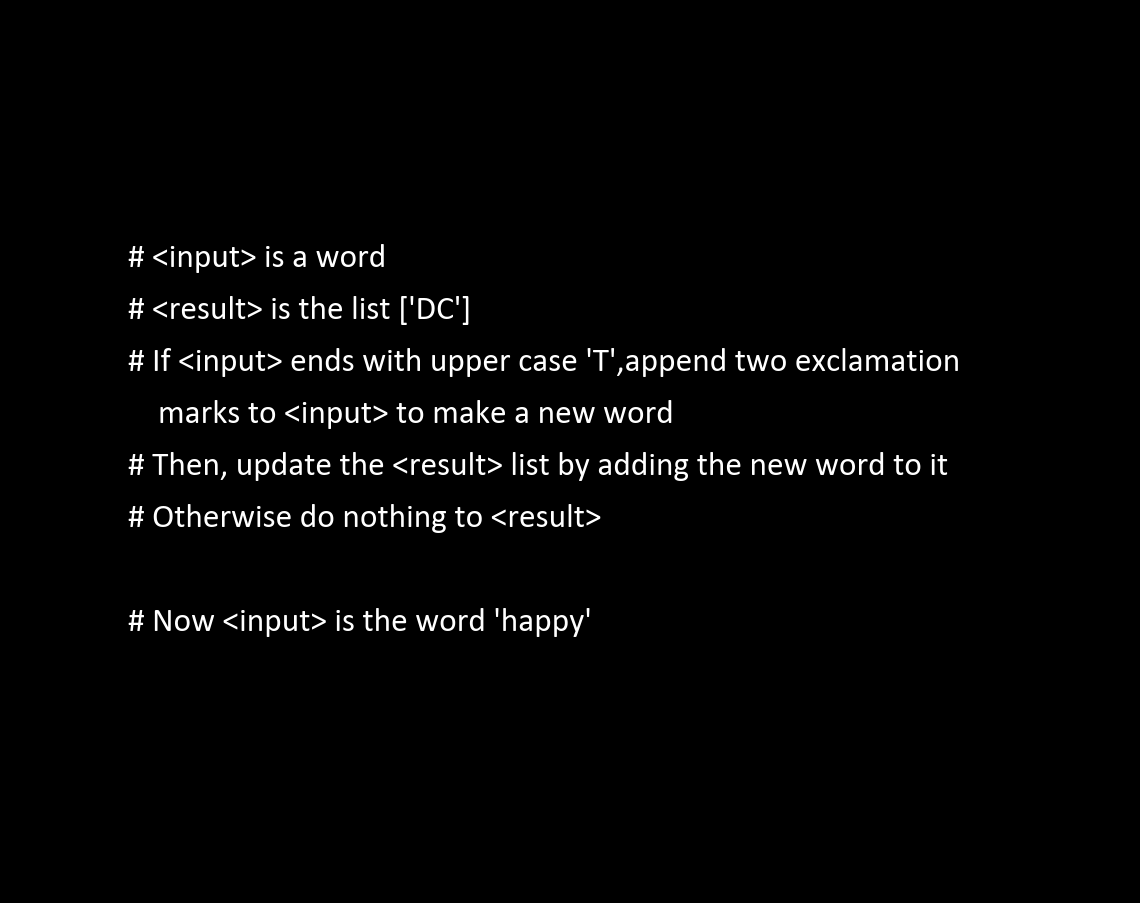 # <input> is a word
# <result> is the list ['DC']
# If <input> ends with upper case 'T',append two exclamation
marks to <input> to make a new word
# Then, update the <result> list by adding the new word to it
# Otherwise do nothing to <result>
# Now <input> is the word 'happy'